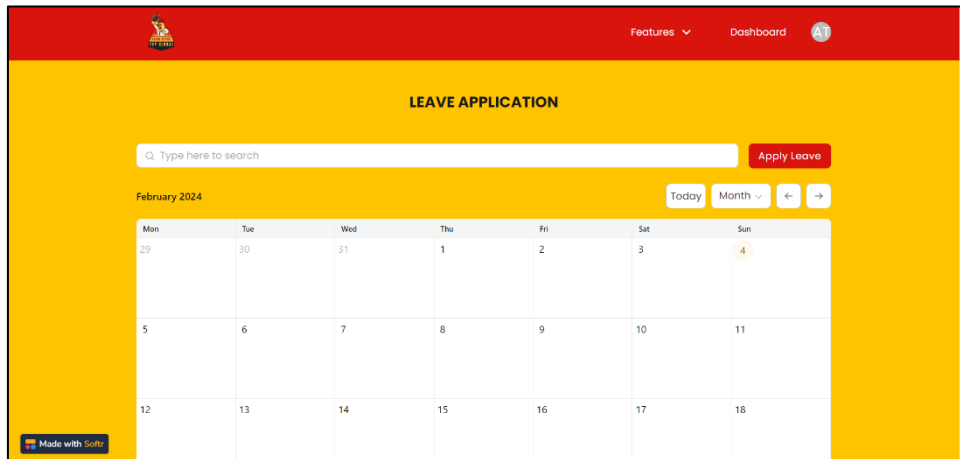 Features Dashboard AT
LEAVE APPLICATION
Type here to search Apply Leave
February 2024 Today Month
Mon Tue Wed Thu Fri Sat Sun
29 30 31 1 2 3 4
5 6 7 8 9 10 11
12 13 14 15 16 17 18
Made with Softr